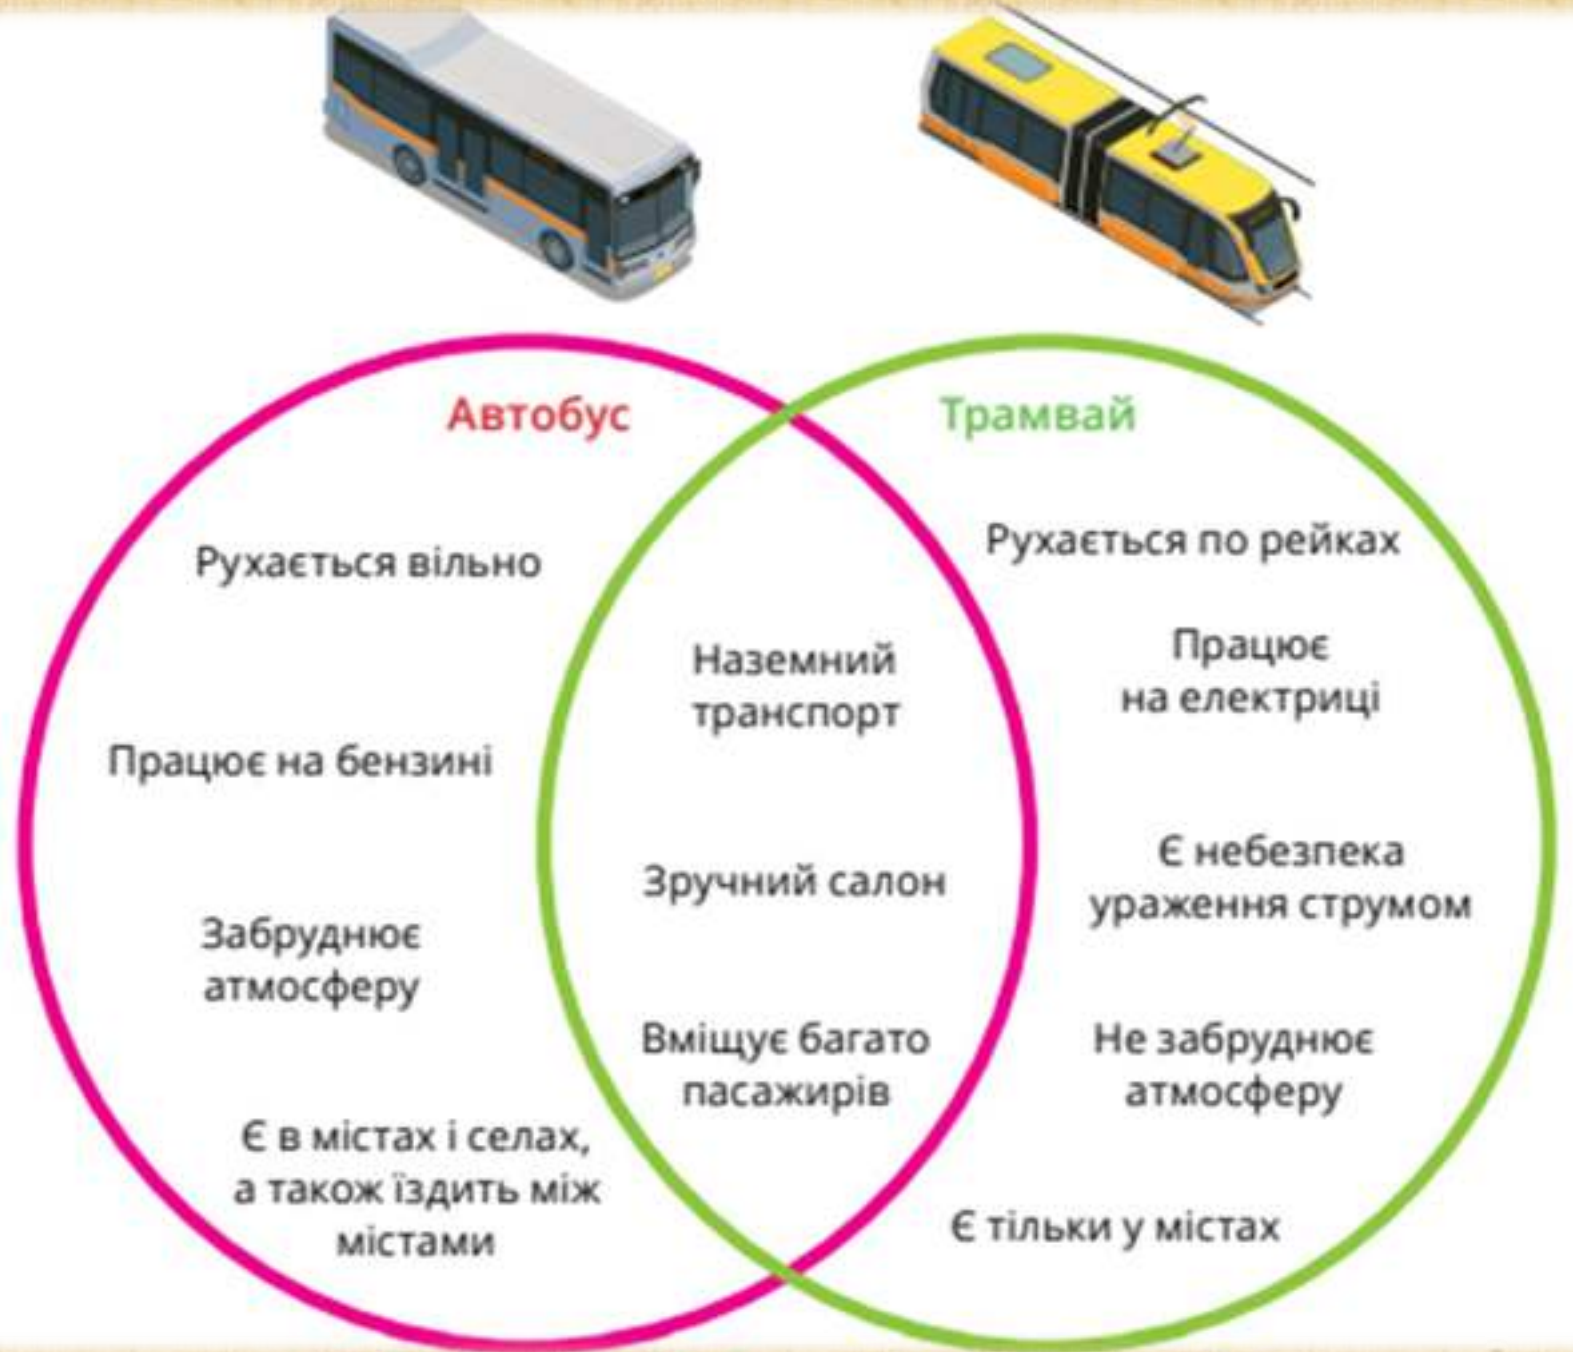 Автобус
Рухається вільно
Працює на бензині
Забруднює
атмосферу
Є в містах і селах,
а також їздить між
містами
Наземний
транспорт
Зручний салон
Вміщує багато
пасажирів
Трамвай
Рухається по рейках
Працює
на електриці
Є небезпека
ураження струмом
Не забруднює
атмосферу
Є тільки у містах